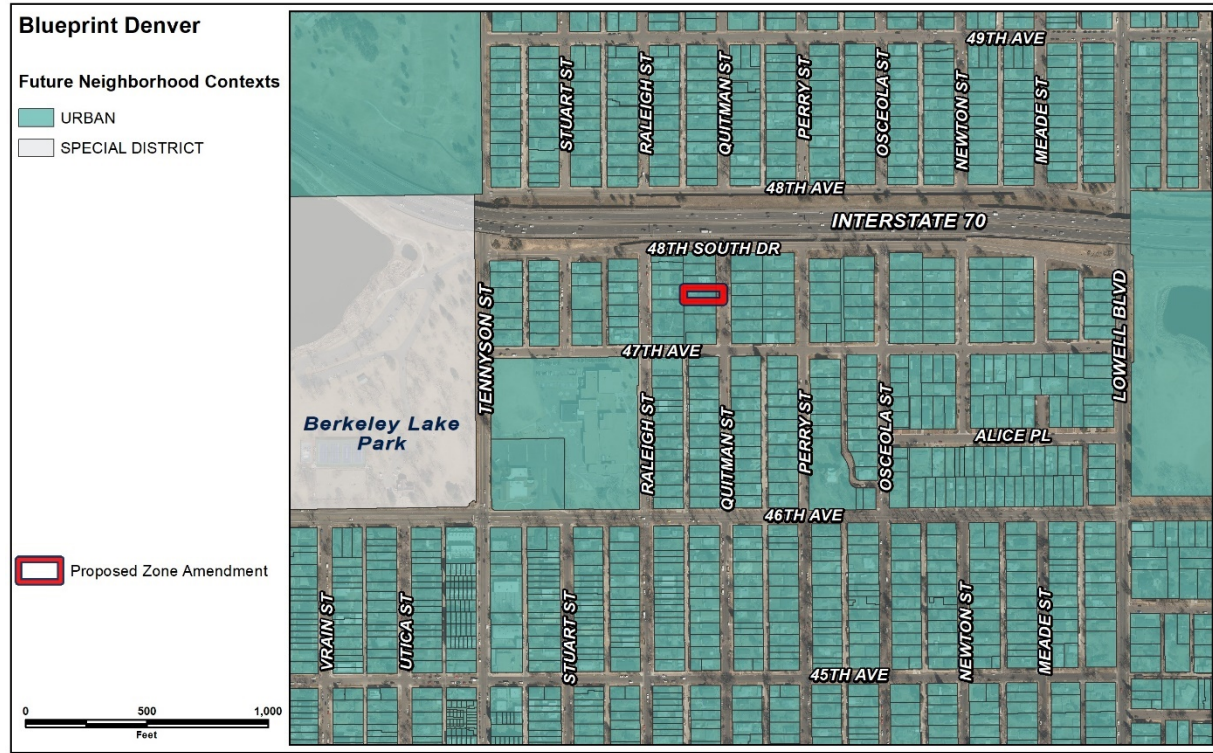 Blueprint Denver
Future Neighborhood Contexts
URBAN
SPECIAL DISTRICT
Proposed Zone Amendment
0 500 1,000
Feet
49TH AVE
STUART ST
RALEIGH ST
QUITMAN ST
PERRY ST
OSCEOLA ST
NEWTON ST
MEADE ST
48TH AVE
INTERSTATE 70
48TH SOUTH DR
TENNYSON ST
LOWELL BLVD
47TH AVE
Berkeley Lake
Park
RALEIGH ST
QUITMAN ST
PERRY ST
OSCEOLA ST
ALICE PL
46TH AVE
VRAIN ST
UTICA ST
STUART ST
NEWTON ST
MEADE ST
45TH AVE